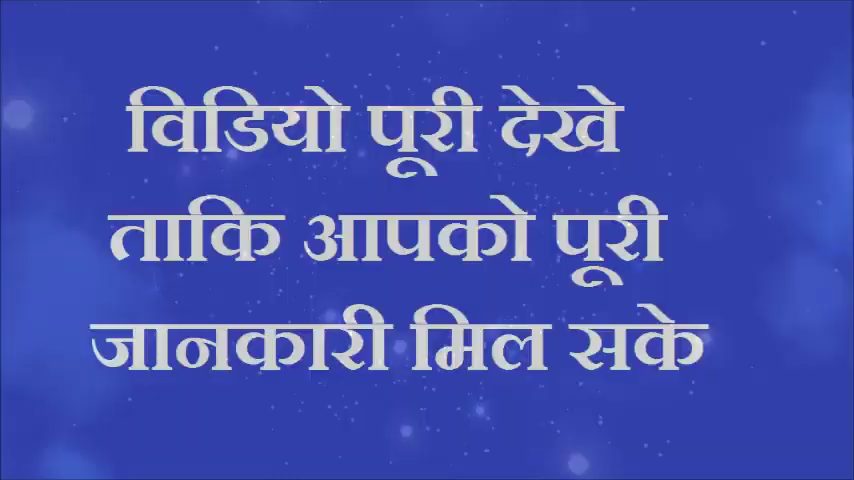 विडियो पूरी देखे
ताकि आपको पूरी
जानकारी मिल सके